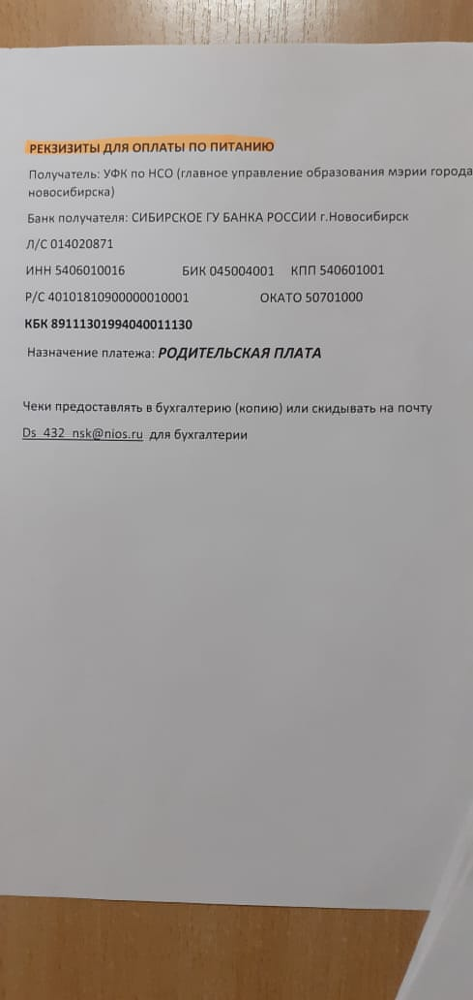 РЕКЗИЗИТЫ ДЛЯ ОПЛАТЫ ПО ПИТАНИЮ
Получатель: УФК по НСО (главное управление образования мэрии города
новосибирска)
Банк получателя: СИБИРСКОЕ ГУ БАНКА РОССИИ г.Новосибирск
Л/С 014020871
ИНН 5406010016 БИК 045004001 КПП 540601001
Р/С 40101810900000010001 ОКАТО 50701000
КБК 89111301994040011130
Назначение платежа: РОДИТЕЛЬСКАЯ ПЛАТА
Чеки предоставлять в бухгалтерию (копию) или скидывать на почту
Ds_432_nsk@nios.ru для бухгалтерии